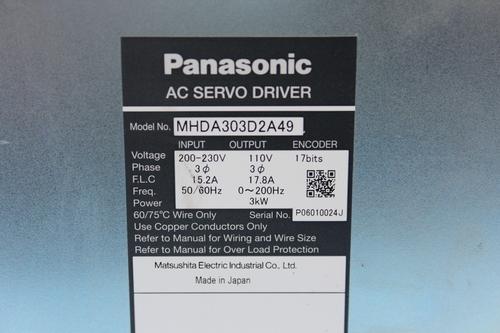 Panasonic
AC SERVO DRIVER
Model No. MHDA303D2A49
INPUT OUTPUT ENCODER
Voltage 200-230V 110V 17bits
Phase 3ϕ 3ϕ
F.L.C 15.2A 17.8A
Freq. 50/60Hz 0~200Hz
Power 3kW
60/75℃ Wire Only Serial No. P06010024J
Use Copper Conductors Only
Refer to Manual for Wiring and Wire Size
Refer to Manual for Over Load Protection
Matsushita Electric Industrial Co., Ltd.
Made in Japan